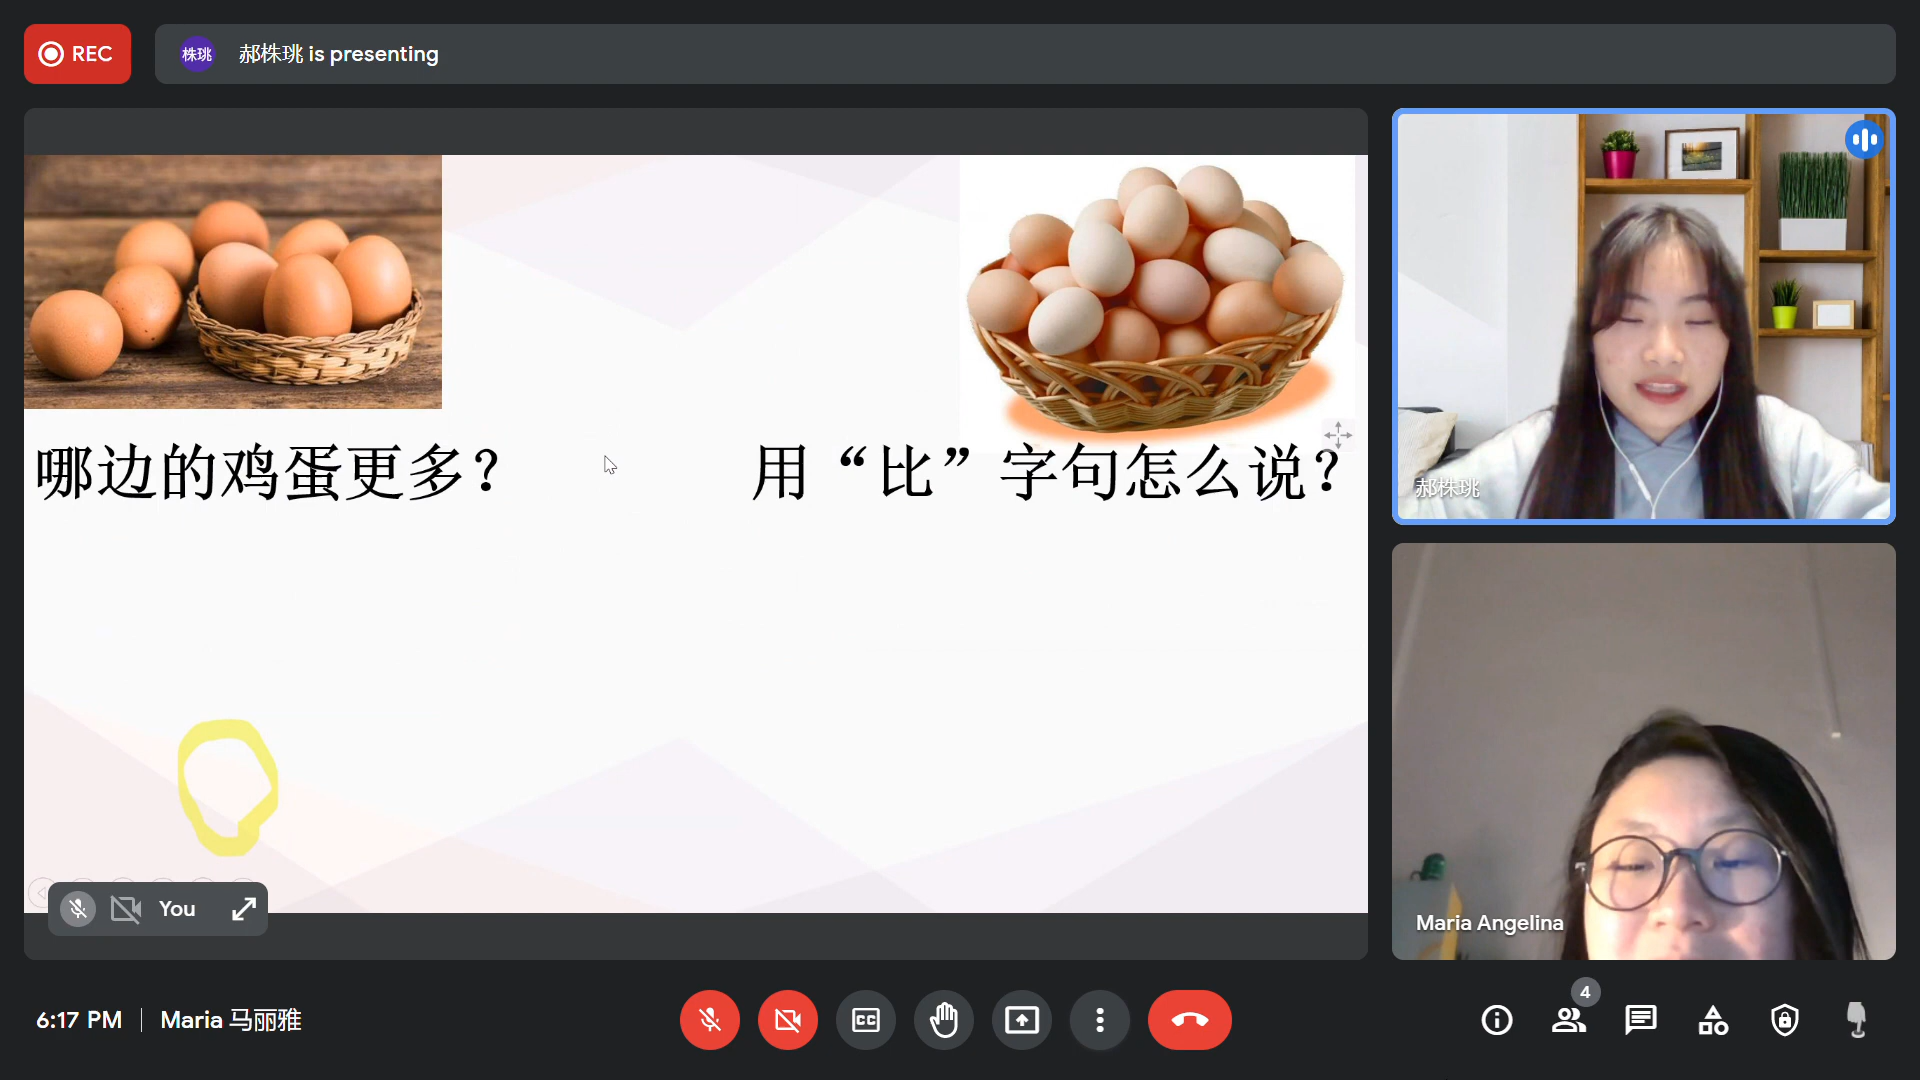 REC
株珧
郝株珧 is presenting
哪边的鸡蛋更多？
用“比”字句怎么说？
郝株珧
Maria Angelina
You
6:17 PM
Maria 马丽雅
CC
4